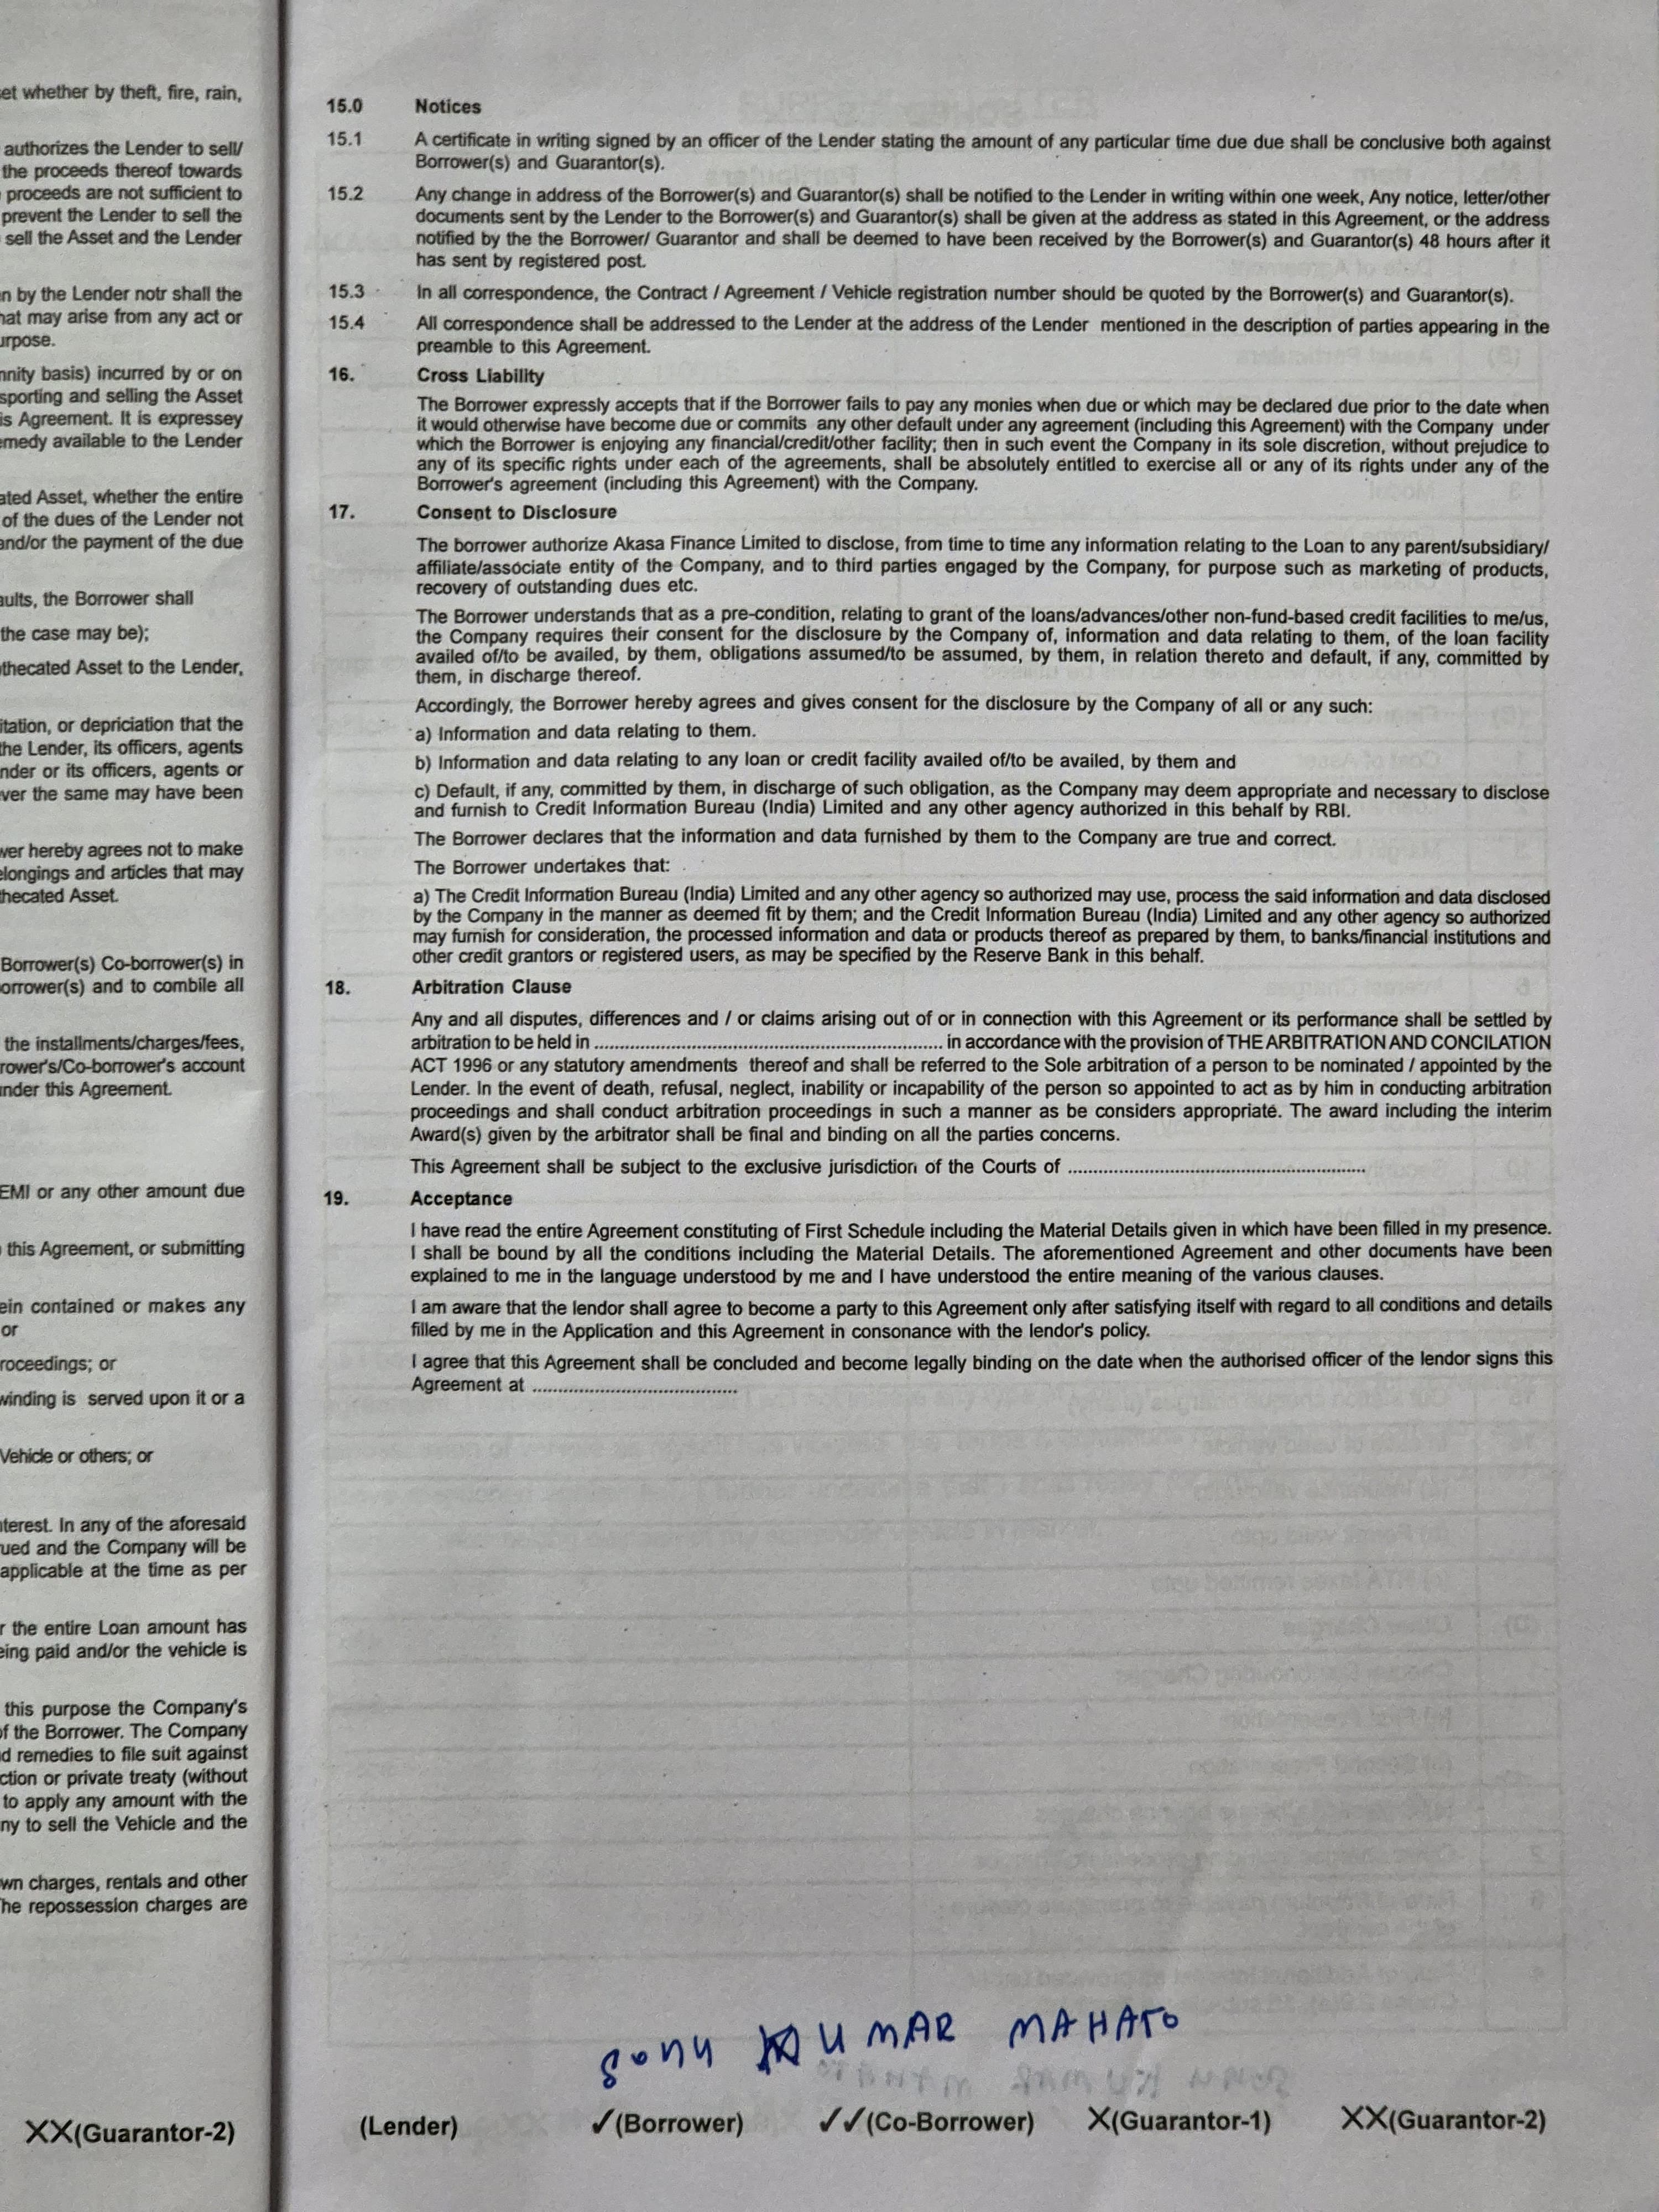 et whether by theft, fire, rain,
authorizes the Lender to sell/
the proceeds thereof towards
proceeds are not sufficient to
prevent the Lender to sell the
sell the Asset and the Lender
n by the Lender notr shall the
hat may arise from any act or
urpose.
nnity basis) incurred by or on
sporting and selling the Asset
is Agreement. It is expressey
emedy available to the Lender
ated Asset, whether the entire
of the dues of the Lender not
and/or the payment of the due
aults, the Borrower shall
the case may be);
othecated Asset to the Lender,
itation, or depriciation that the
the Lender, its officers, agents
nder or its officers, agents or
ver the same may have been
wer hereby agrees not to make
elongings and articles that may
thecated Asset.
Borrower(s) Co-borrower(s) in
orrower(s) and to combile all
the installments/charges/fees,
rower's/Co-borrower's account
under this Agreement.
EMI or any other amount due
this Agreement, or submitting
ein contained or makes any
or
roceedings; or
winding is served upon it or a
Vehicle or others; or
nterest. In any of the aforesaid
ued and the Company will be
applicable at the time as per
r the entire Loan amount has
eing paid and/or the vehicle is
this purpose the Company's
of the Borrower. The Company
d remedies to file suit against
ction or private treaty (without
to apply any amount with the
ny to sell the Vehicle and the
wn charges, rentals and other
he repossession charges are
XX(Guarantor-2)
15.0 Notices
15.1 A certificate in writing signed by an officer of the Lender stating the amount of any particular time due due shall be conclusive both against
Borrower(s) and Guarantor(s).
15.2 Any change in address of the Borrower(s) and Guarantor(s) shall be notified to the Lender in writing within one week, Any notice, letter/other
documents sent by the Lender to the Borrower(s) and Guarantor(s) shall be given at the address as stated in this Agreement, or the address
notified by the the Borrower/ Guarantor and shall be deemed to have been received by the Borrower(s) and Guarantor(s) 48 hours after it
has sent by registered post.
15.3 In all correspondence, the Contract / Agreement / Vehicle registration number should be quoted by the Borrower(s) and Guarantor(s).
15.4 All correspondence shall be addressed to the Lender at the address of the Lender mentioned in the description of parties appearing in the
preamble to this Agreement.
16. Cross Liability
The Borrower expressly accepts that if the Borrower fails to pay any monies when due or which may be declared due prior to the date when
it would otherwise have become due or commits any other default under any agreement (including this Agreement) with the Company under
which the Borrower is enjoying any financial/credit/other facility; then in such event the Company in its sole discretion, without prejudice to
any of its specific rights under each of the agreements, shall be absolutely entitled to exercise all or any of its rights under any of the
Borrower's agreement (including this Agreement) with the Company.
17. Consent to Disclosure
The borrower authorize Akasa Finance Limited to disclose, from time to time any information relating to the Loan to any parent/subsidiary/
affiliate/associate entity of the Company, and to third parties engaged by the Company, for purpose such as marketing of products,
recovery of outstanding dues etc.
The Borrower understands that as a pre-condition, relating to grant of the loans/advances/other non-fund-based credit facilities to me/us,
the Company requires their consent for the disclosure by the Company of, information and data relating to them, of the loan facility
availed of/to be availed, by them, obligations assumed/to be assumed, by them, in relation thereto and default, if any, committed by
them, in discharge thereof.
Accordingly, the Borrower hereby agrees and gives consent for the disclosure by the Company of all or any such:
a) Information and data relating to them.
b) Information and data relating to any loan or credit facility availed of/to be availed, by them and
c) Default, if any, committed by them, in discharge of such obligation, as the Company may deem appropriate and necessary to disclose
and furnish to Credit Information Bureau (India) Limited and any other agency authorized in this behalf by RBI.
The Borrower declares that the information and data furnished by them to the Company are true and correct.
The Borrower undertakes that:
a) The Credit Information Bureau (India) Limited and any other agency so authorized may use, process the said information and data disclosed
by the Company in the manner as deemed fit by them; and the Credit Information Bureau (India) Limited and any other agency so authorized
may furnish for consideration, the processed information and data or products thereof as prepared by them, to banks/financial institutions and
other credit grantors or registered users, as may be specified by the Reserve Bank in this behalf.
18. Arbitration Clause
Any and all disputes, differences and / or claims arising out of or in connection with this Agreement or its performance shall be settled by
arbitration to be held in ........................................................ in accordance with the provision of THE ARBITRATION AND CONCILATION
ACT 1996 or any statutory amendments thereof and shall be referred to the Sole arbitration of a person to be nominated / appointed by the
Lender. In the event of death, refusal, neglect, inability or incapability of the person so appointed to act as by him in conducting arbitration
proceedings and shall conduct arbitration proceedings in such a manner as be considers appropriate. The award including the interim
Award(s) given by the arbitrator shall be final and binding on all the parties concerns.
This Agreement shall be subject to the exclusive jurisdiction of the Courts of ................................................
19. Acceptance
I have read the entire Agreement constituting of First Schedule including the Material Details given in which have been filled in my presence.
I shall be bound by all the conditions including the Material Details. The aforementioned Agreement and other documents have been
explained to me in the language understood by me and I have understood the entire meaning of the various clauses.
I am aware that the lendor shall agree to become a party to this Agreement only after satisfying itself with regard to all conditions and details
filled by me in the Application and this Agreement in consonance with the lendor's policy.
I agree that this Agreement shall be concluded and become legally binding on the date when the authorised officer of the lendor signs this
Agreement at ..................................
SONU KUMAR MAHATO
(Lender) ✓(Borrower) ✓✓(Co-Borrower) X(Guarantor-1) XX(Guarantor-2)